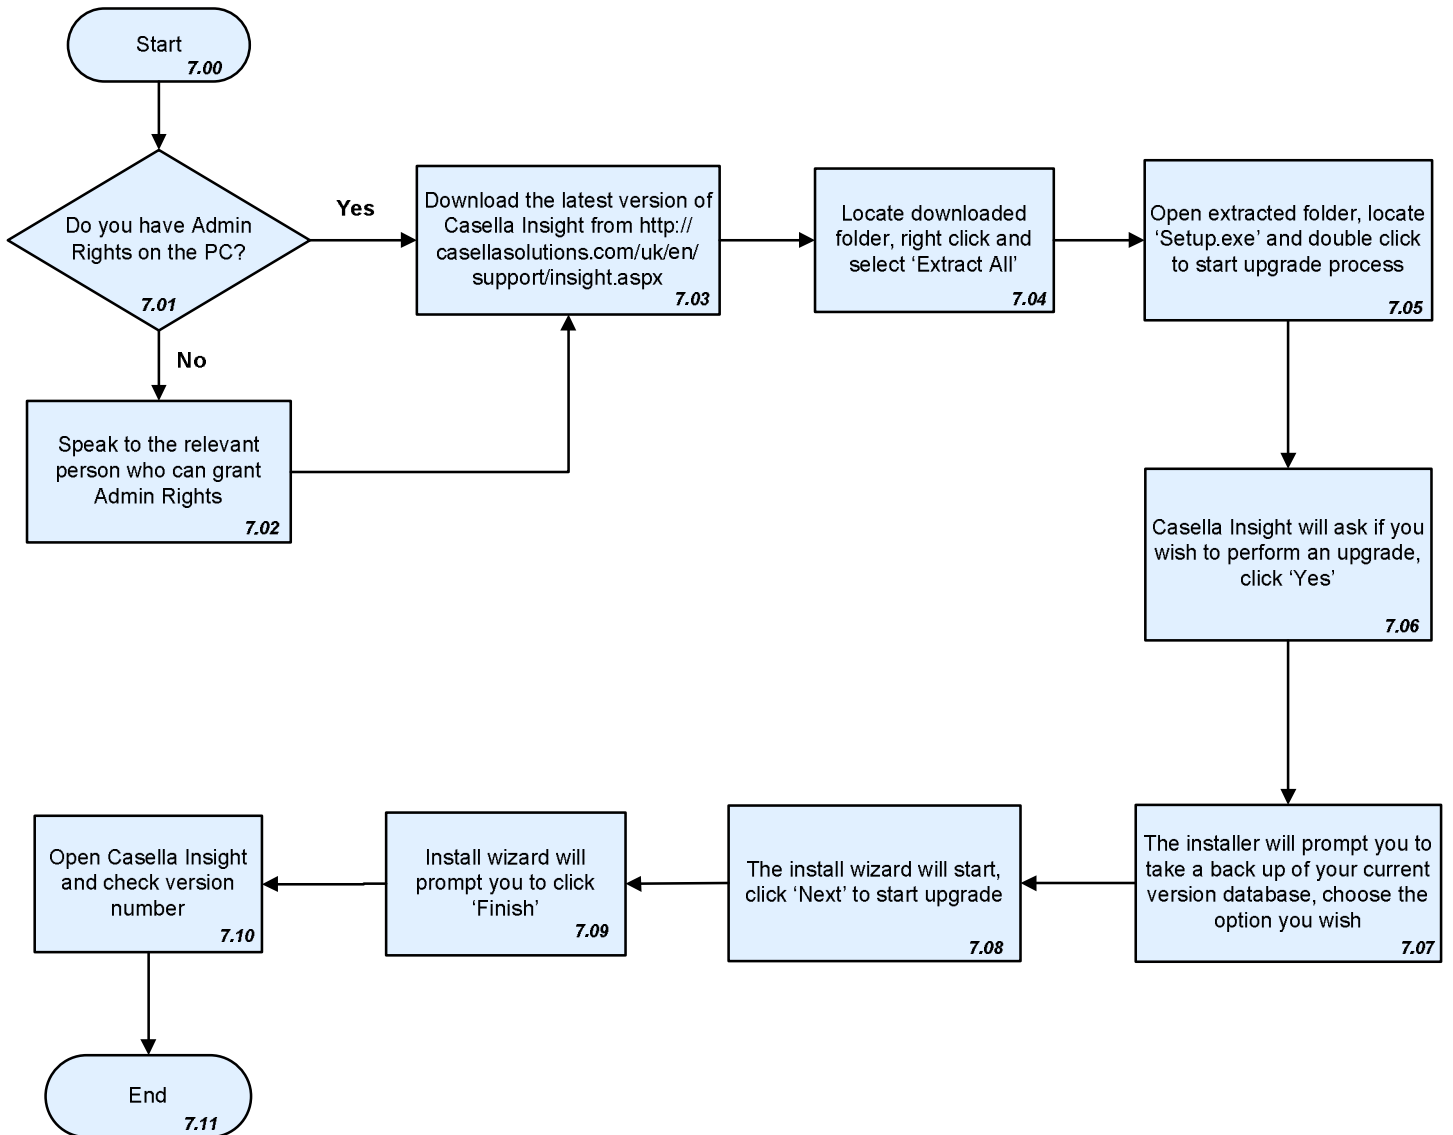 Start
7.00
Do you have Admin
Rights on the PC?
7.01
Yes
No
Speak to the relevant
person who can grant
Admin Rights
7.02
Download the latest version of
Casella Insight from http://
casellasolutions.com/uk/en/
support/insight.aspx
7.03
Locate downloaded
folder, right click and
select ‘Extract All’
7.04
Open extracted folder, locate
‘Setup.exe’ and double click
to start upgrade process
7.05
Casella Insight will ask if you
wish to perform an upgrade,
click ‘Yes’
7.06
The installer will prompt you to
take a back up of your current
version database, choose the
option you wish
7.07
The install wizard will start,
click ‘Next’ to start upgrade
7.08
Install wizard will
prompt you to click
‘Finish’
7.09
Open Casella Insight
and check version
number
7.10
End
7.11